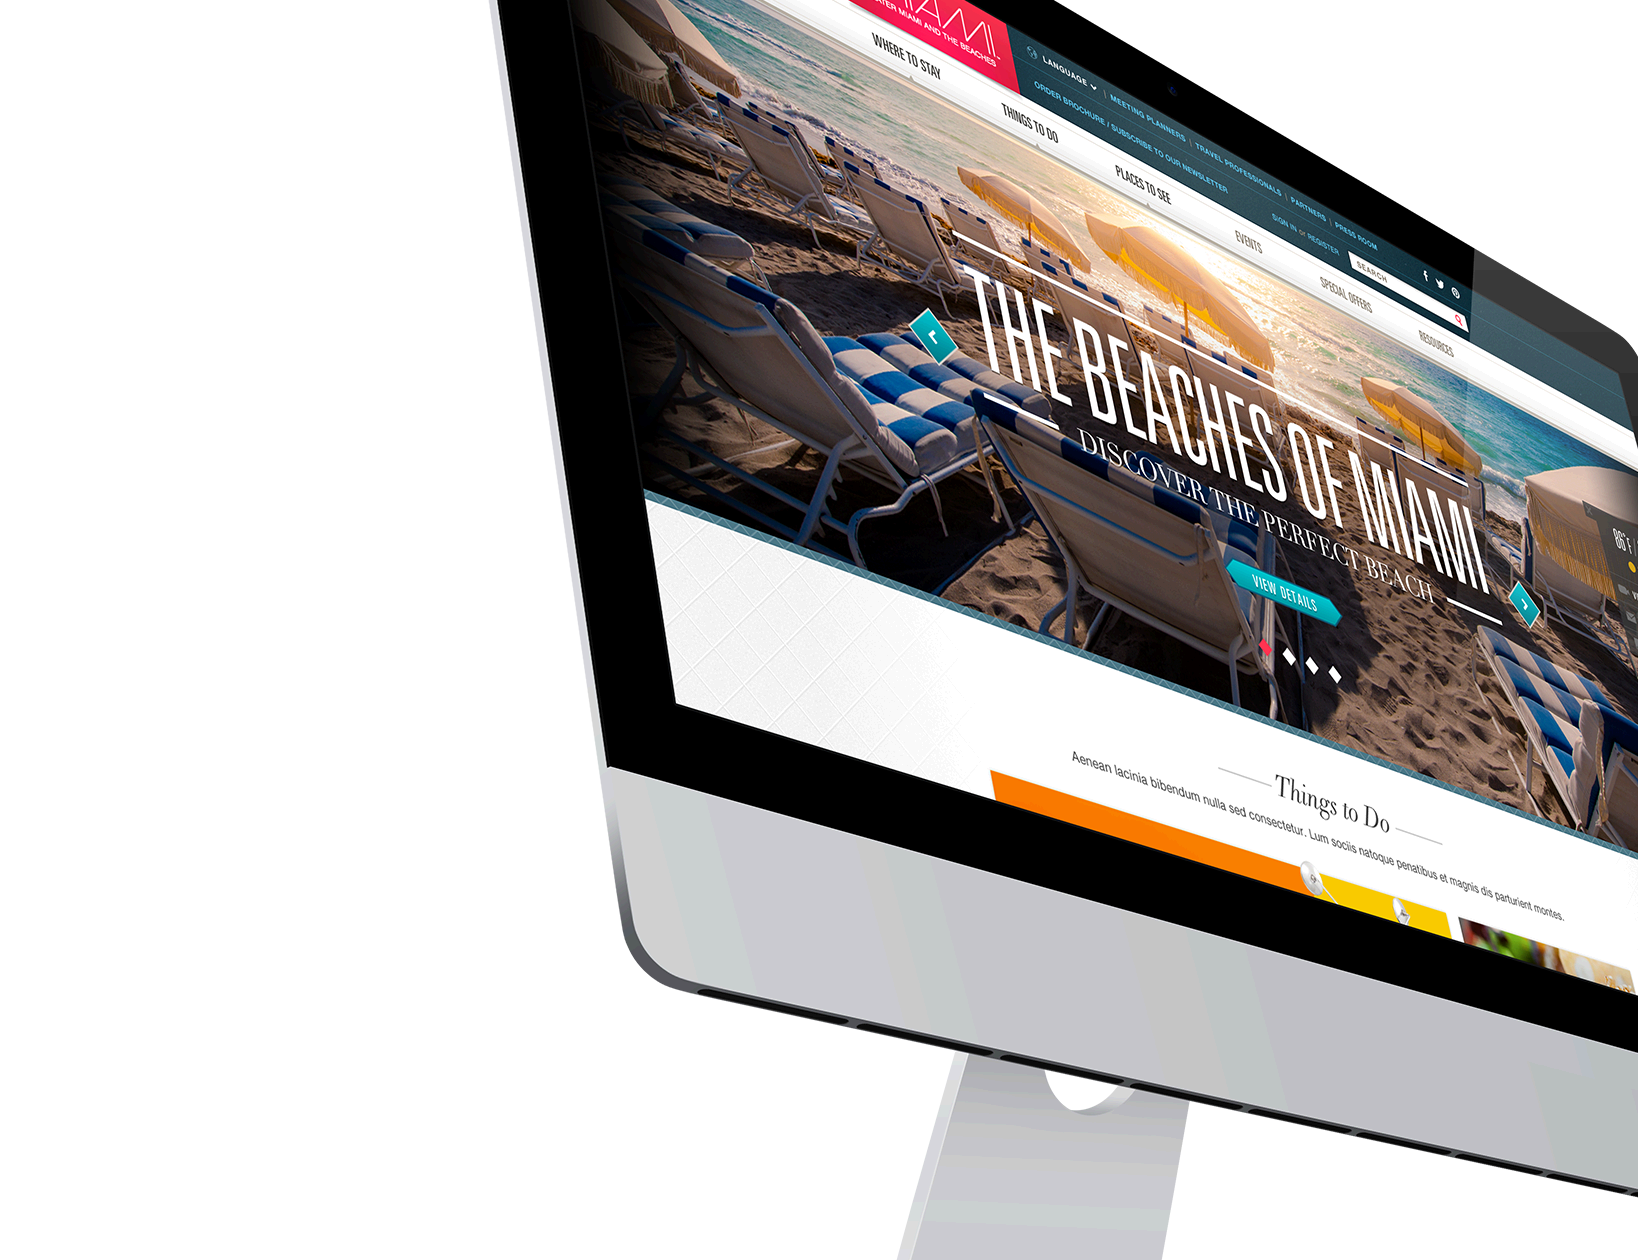 MIAMI
MIAMI AND THE BEACHES
LANGUAGE | MEETING PLANNERS | TRAVEL PROFESSIONALS | PARTNERS | PRESS ROOM
ORDER BROCHURE / SUBSCRIBE TO OUR NEWSLETTER
SIGN IN or REGISTER
SEARCH
WHERE TO STAY
THINGS TO DO
PLACES TO SEE
EVENTS
SPECIAL OFFERS
RESOURCES
THE BEACHES OF MIAMI
DISCOVER THE PERFECT BEACH
VIEW DETAILS
86°F
Things to Do
Aenean lacinia bibendum nulla sed consectetur. Lum sociis natoque penatibus et magnis dis parturient montes.